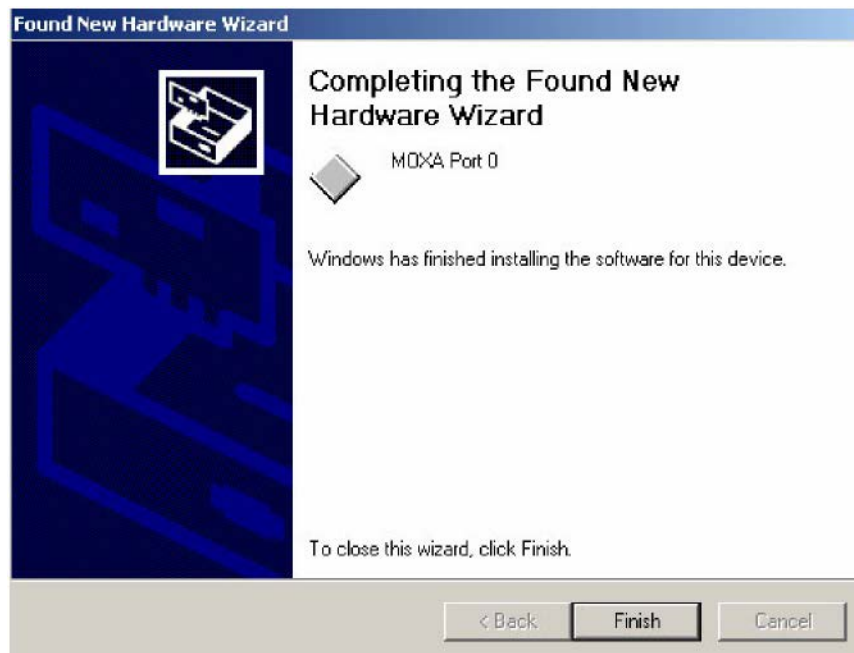 Found New Hardware Wizard
Completing the Found New
Hardware Wizard
MOXA Port 0
Windows has finished installing the software for this device.
To close this wizard, click Finish.
< Back
Finish
Cancel